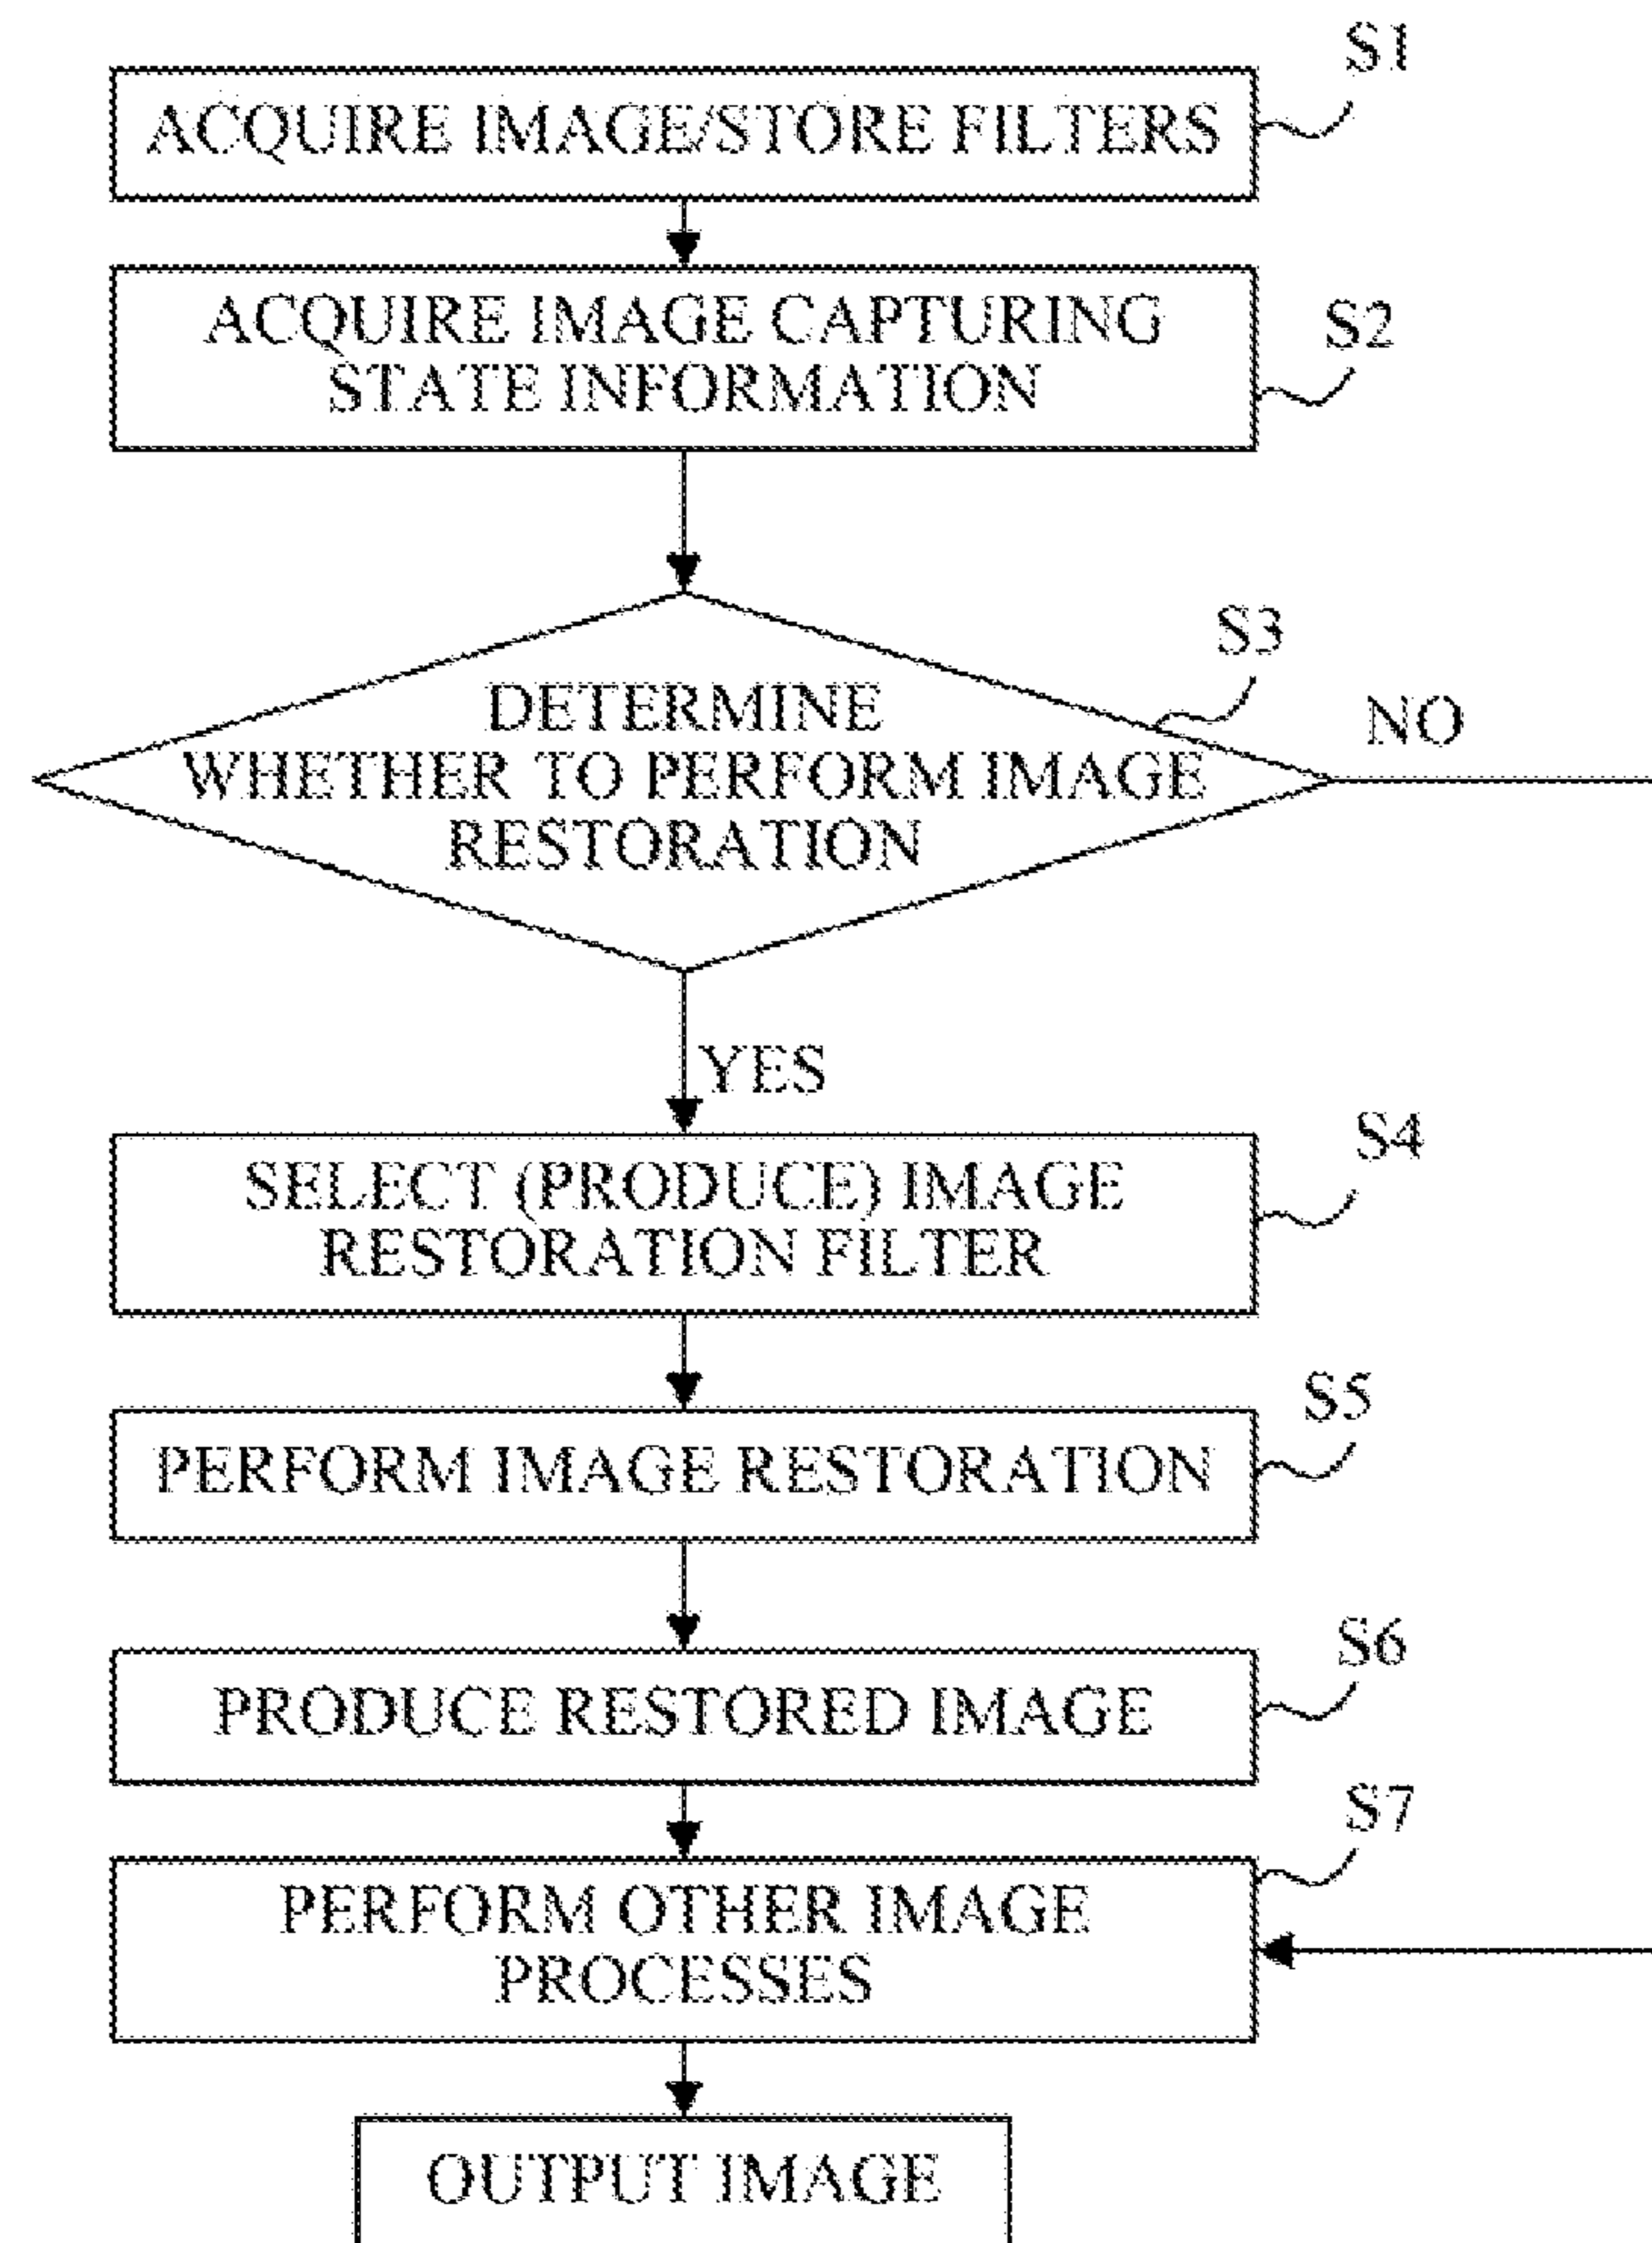 S1
ACQUIRE IMAGE/STORE FILTERS
ACQUIRE IMAGE CAPTURING
STATE INFORMATION
S2
S3
DETERMINE
WHETHER TO PERFORM IMAGE
RESTORATION
NO
YES
S4
SELECT (PRODUCE) IMAGE
RESTORATION FILTER
S5
PERFORM IMAGE RESTORATION
S6
PRODUCE RESTORED IMAGE
S7
PERFORM OTHER IMAGE
PROCESSES
OUTPUT IMAGE